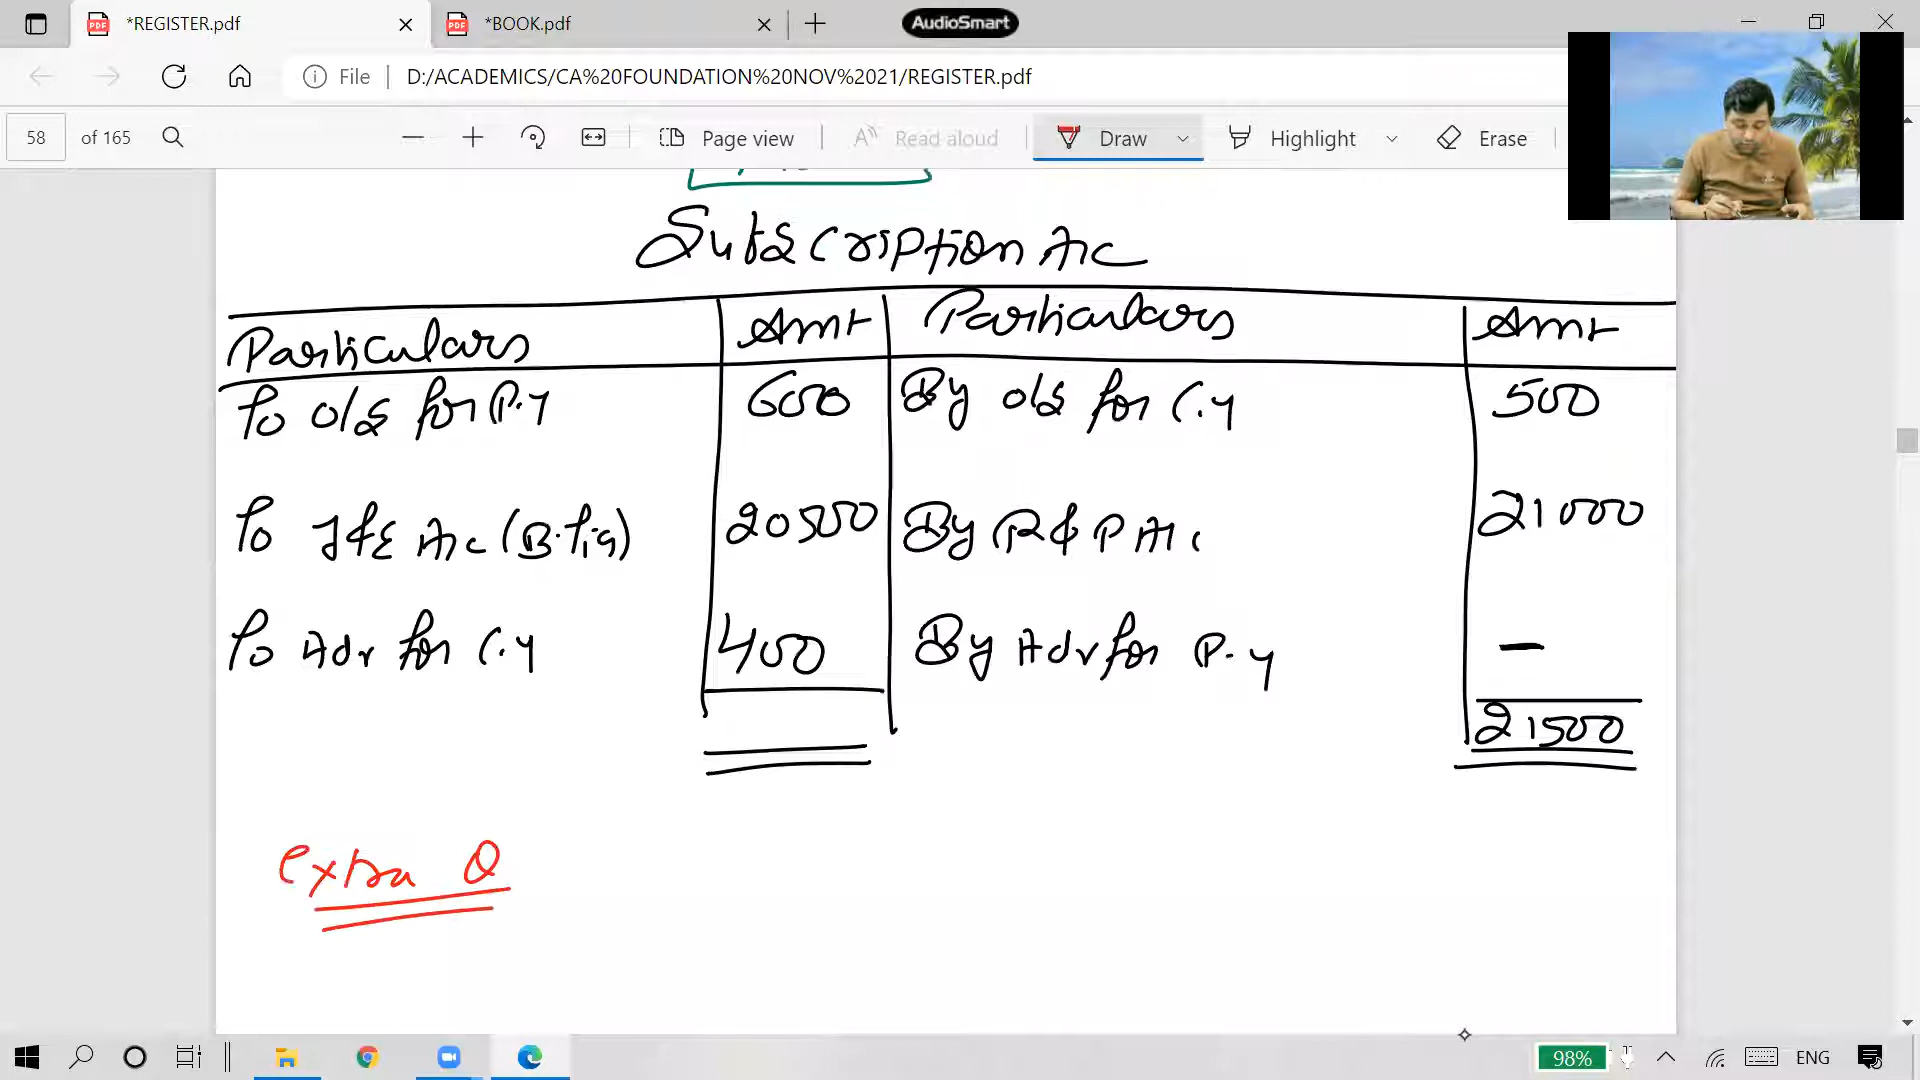 *REGISTER.pdf
*BOOK.pdf
AudioSmart
File
D:/ACADEMICS/CA%20FOUNDATION%20NOV%2021/REGISTER.pdf
58 of 165
Page view
Read aloud
Draw
Highlight
Erase
Subscription A/c
Particulars Amt Particulars Amt
To O/s for P.Y 600 By O/s for C.Y 500
To I&E A/c (B.fig) 20500 By R&P A/c 21000
To Adv for C.Y 400 By Adv for P.Y —
21500
extra Q
98%
ENG